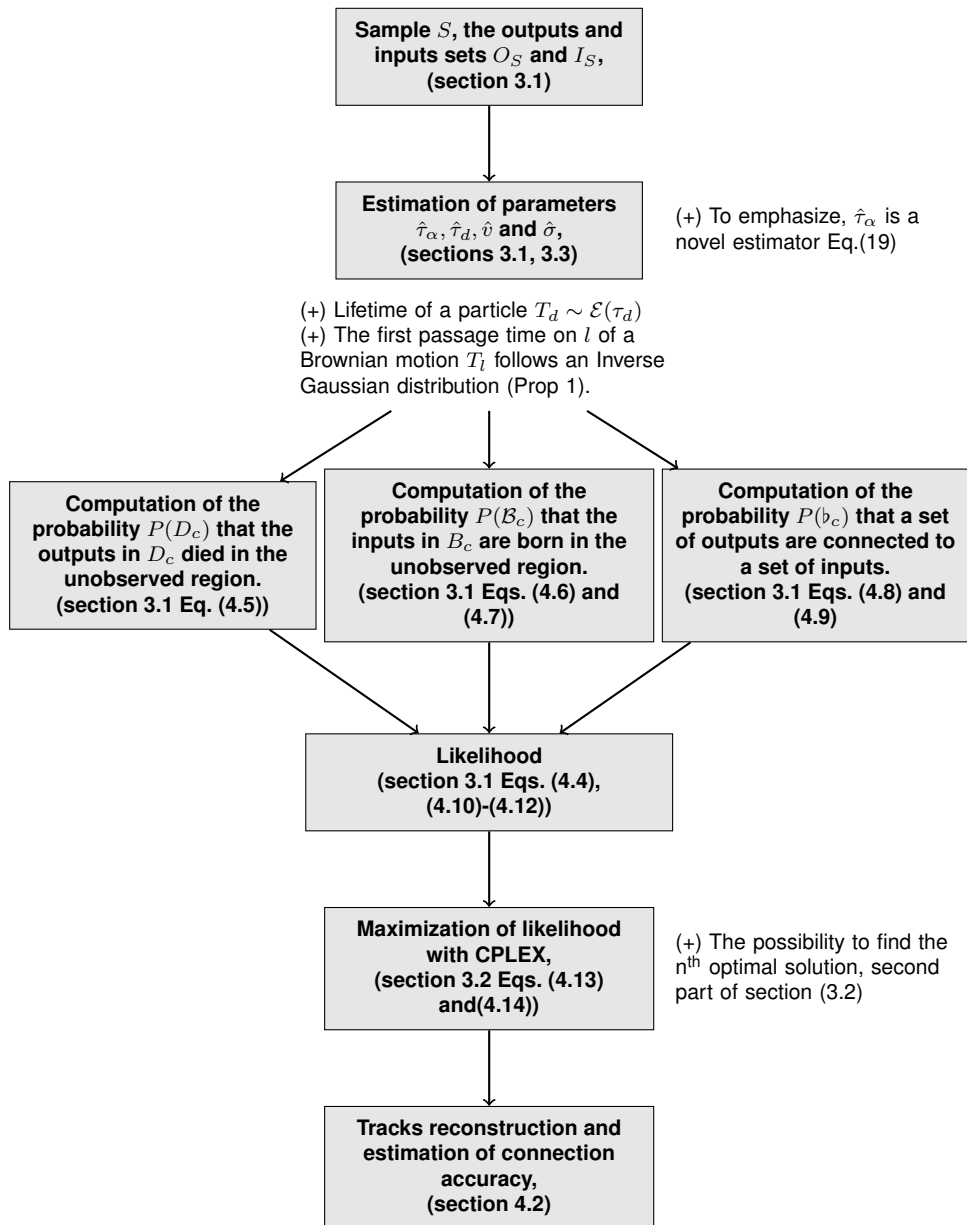 Sample S, the outputs and
inputs sets O_S and I_S,
(section 3.1)
Estimation of parameters
τ̂_α, τ̂_d, v̂ and σ̂,
(sections 3.1, 3.3)
(+) To emphasize, τ̂_α is a
novel estimator Eq.(19)
(+) Lifetime of a particle T_d ∼ ℰ(τ_d)
(+) The first passage time on l of a
Brownian motion T_l follows an Inverse
Gaussian distribution (Prop 1).
Computation of the
probability P(D_c) that the
outputs in D_c died in the
unobserved region.
(section 3.1 Eq. (4.5))
Computation of the
probability P(ℬ_c) that the
inputs in B_c are born in the
unobserved region.
(section 3.1 Eqs. (4.6) and
(4.7))
Computation of the
probability P(♭_c) that a set
of outputs are connected to
a set of inputs.
(section 3.1 Eqs. (4.8) and
(4.9)
Likelihood
(section 3.1 Eqs. (4.4),
(4.10)-(4.12))
Maximization of likelihood
with CPLEX,
(section 3.2 Eqs. (4.13)
and(4.14))
(+) The possibility to find the
n^th optimal solution, second
part of section (3.2)
Tracks reconstruction and
estimation of connection
accuracy,
(section 4.2)